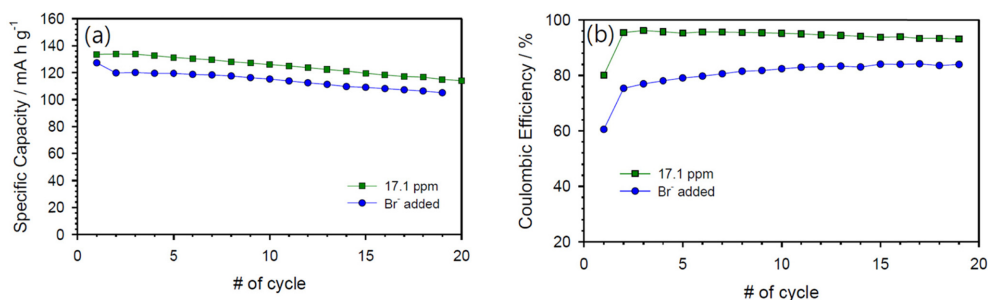 (a)
Specific Capacity / mA h g⁻¹
160
140
120
100
80
60
40
20
0
17.1 ppm
Br⁻ added
0 5 10 15 20
# of cycle
(b)
Coulombic Efficiency / %
100
80
60
40
20
17.1 ppm
Br⁻ added
0 5 10 15 20
# of cycle